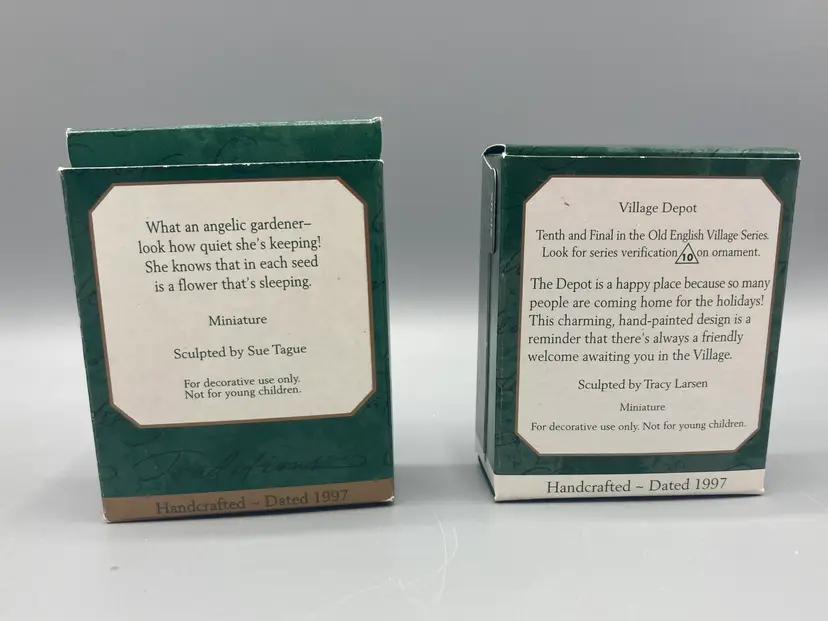 What an angelic gardener–
look how quiet she's keeping!
She knows that in each seed
is a flower that's sleeping.
Miniature
Sculpted by Sue Tague
For decorative use only.
Not for young children.
Traditions
Handcrafted ~ Dated 1997
Village Depot
Tenth and Final in the Old English Village Series.
Look for series verification 10 on ornament.
The Depot is a happy place because so many
people are coming home for the holidays!
This charming, hand-painted design is a
reminder that there's always a friendly
welcome awaiting you in the Village.
Sculpted by Tracy Larsen
Miniature
For decorative use only. Not for young children.
Handcrafted ~ Dated 1997